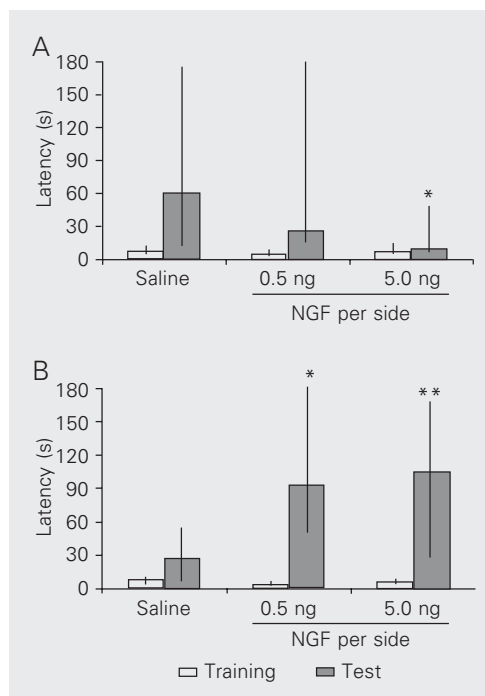 A
Latency (s)
180
150
120
90
60
30
0
*
Saline
0.5 ng
5.0 ng
NGF per side
B
Latency (s)
180
150
120
90
60
30
0
*
**
Saline
0.5 ng
5.0 ng
NGF per side
Training
Test